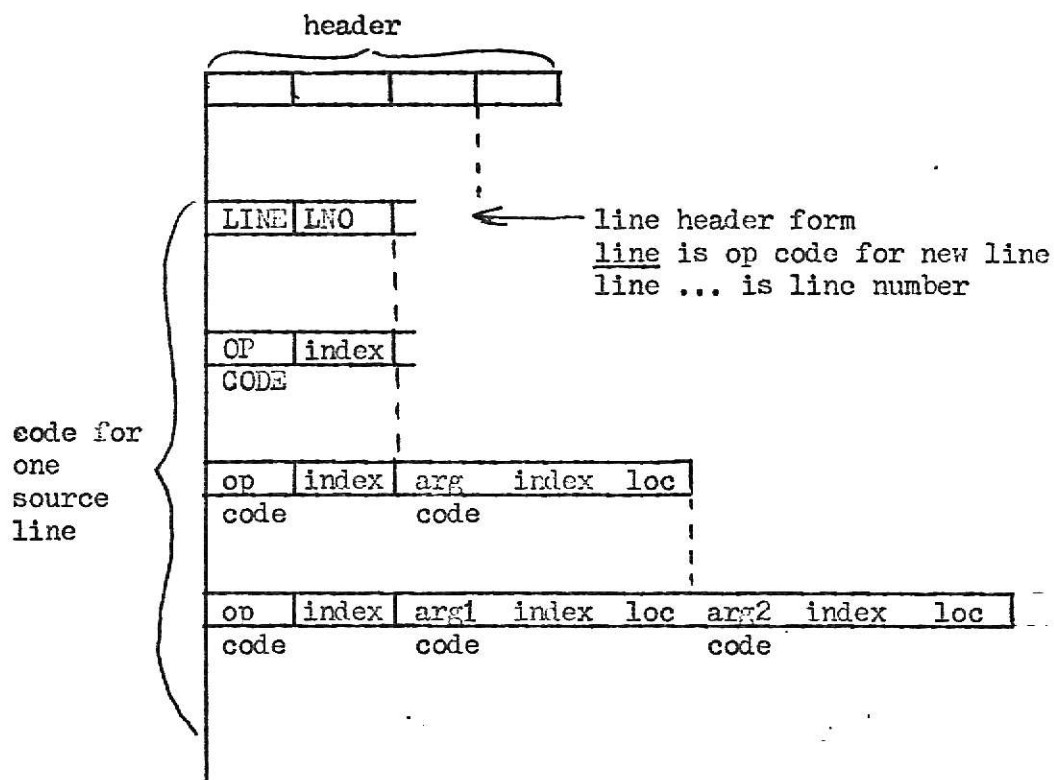 header
LINE LNO
line header form
line is op code for new line
line ... is line number
OP index
CODE
code for
one
source
line
op index arg index loc
code code
op index arg1 index loc arg2 index loc
code code code